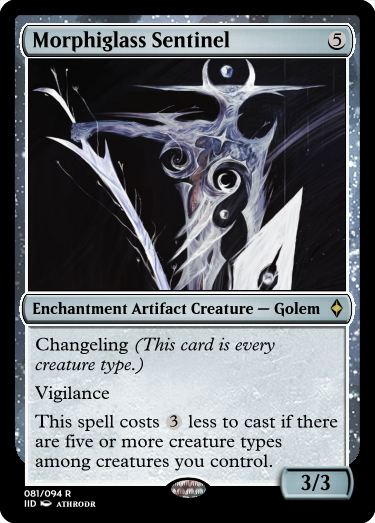 Morphiglass Sentinel 5
Enchantment Artifact Creature — Golem
Changeling (This card is every
creature type.)
Vigilance
This spell costs 3 less to cast if there
are five or more creature types
among creatures you control.
3/3
081/094 R
IID ATHRODR